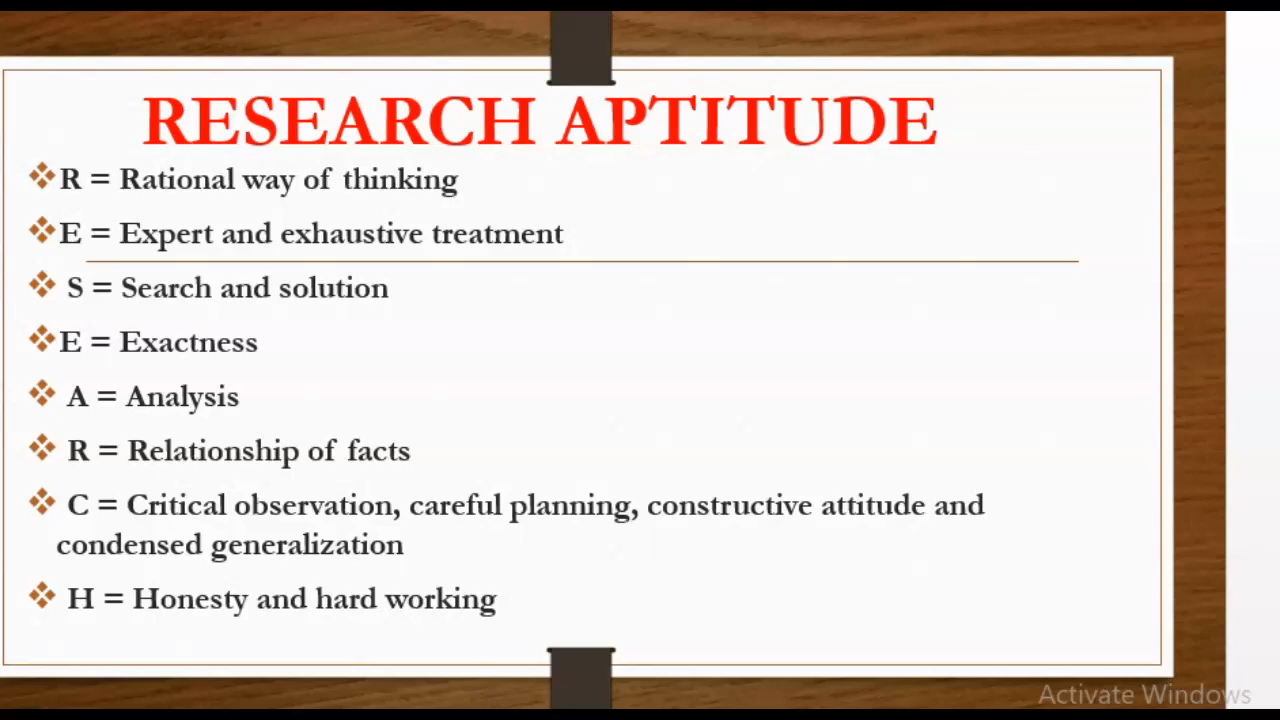 RESEARCH APTITUDE
R = Rational way of thinking
E = Expert and exhaustive treatment
S = Search and solution
E = Exactness
A = Analysis
R = Relationship of facts
C = Critical observation, careful planning, constructive attitude and
condensed generalization
H = Honesty and hard working
Activate Windows